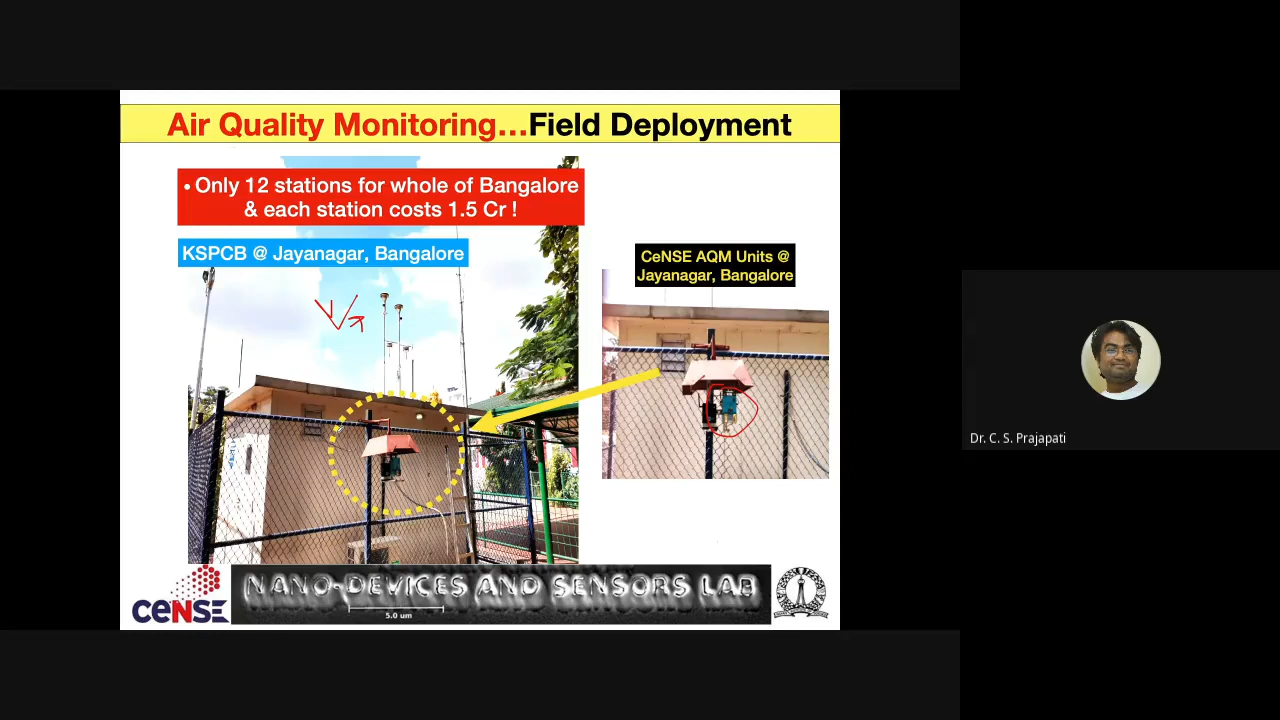 Air Quality Monitoring...Field Deployment
• Only 12 stations for whole of Bangalore
& each station costs 1.5 Cr !
KSPCB @ Jayanagar, Bangalore
CeNSE AQM Units @
Jayanagar, Bangalore
Dr. C. S. Prajapati
ceNSE
NANO-DEVICES AND SENSORS LAB
5.0 um